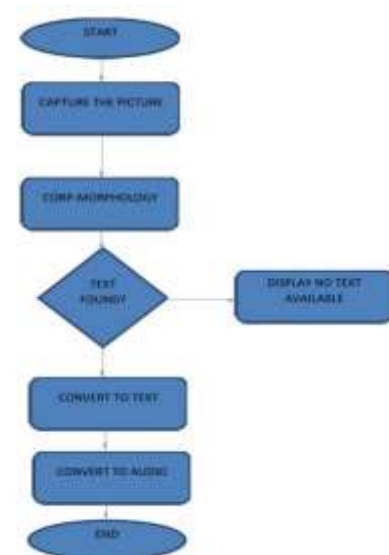 START
CAPTURE THE PICTURE
CORP-MORPHOLOGY
TEXT
FOUND?
DISPLAY NO TEXT
AVAILABLE
CONVERT TO TEXT
CONVERT TO AUDIO
END